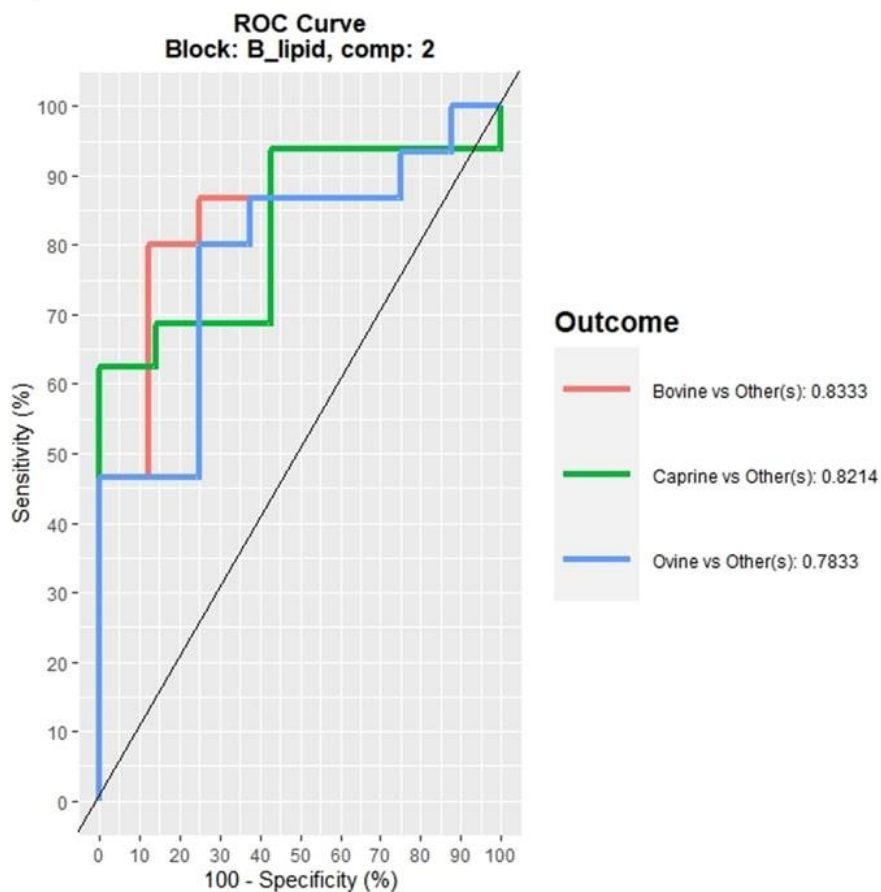 ROC Curve
Block: B_lipid, comp: 2
Sensitivity (%)
100
90
80
70
60
50
40
30
20
10
0
0 10 20 30 40 50 60 70 80 90 100
100 - Specificity (%)
Outcome
Bovine vs Other(s): 0.8333
Caprine vs Other(s): 0.8214
Ovine vs Other(s): 0.7833